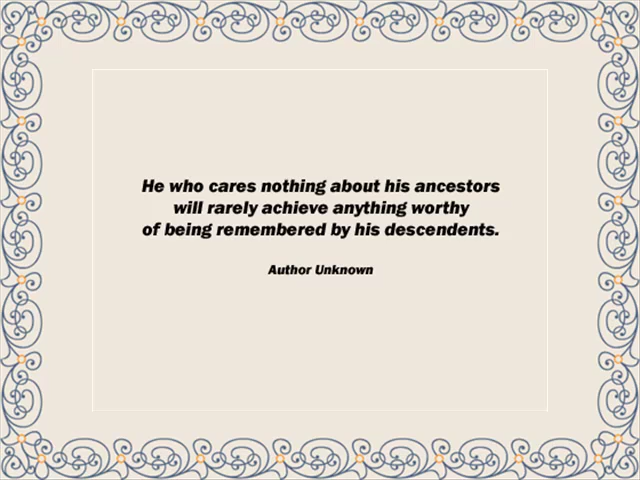 He who cares nothing about his ancestors
will rarely achieve anything worthy
of being remembered by his descendents.
Author Unknown